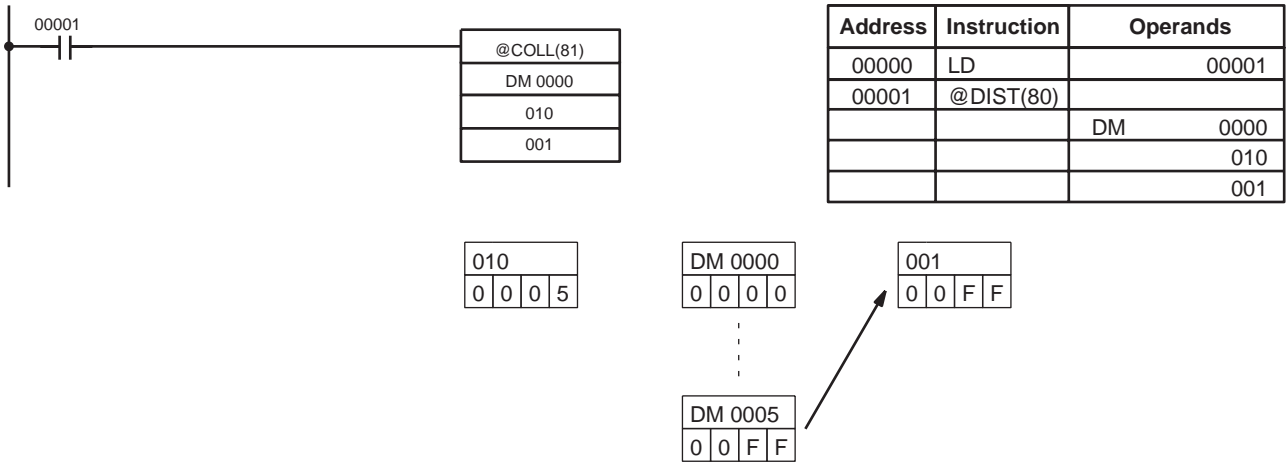 00001
@COLL(81)
DM 0000
010
001
Address Instruction Operands
00000 LD 00001
00001 @DIST(80)
DM 0000
010
001
010
0 0 0 5
DM 0000
0 0 0 0
001
0 0 F F
DM 0005
0 0 F F